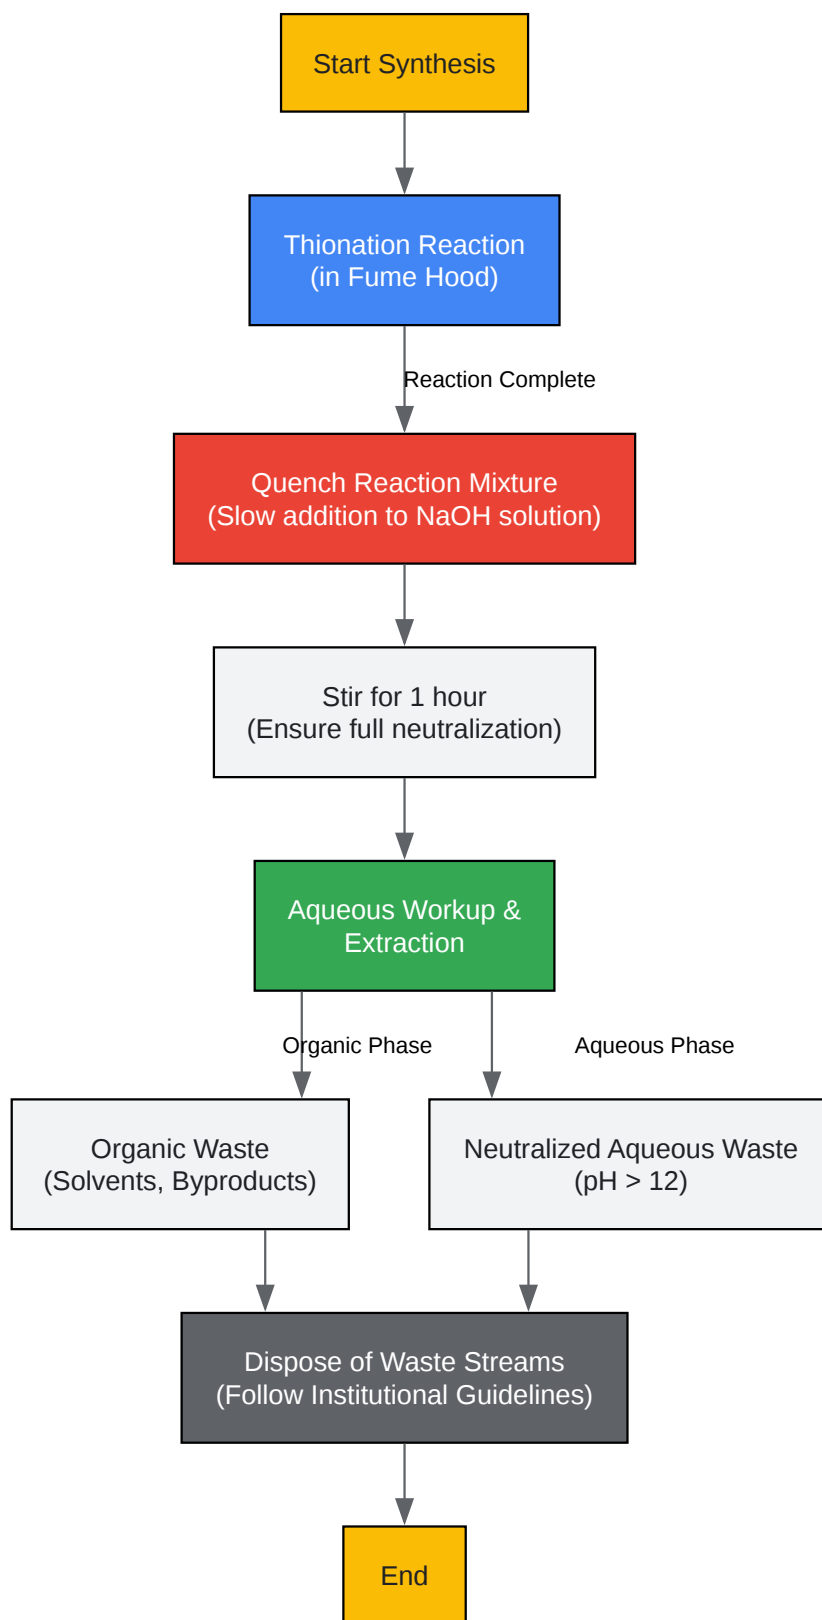 Start Synthesis
Thionation Reaction
(in Fume Hood)
Reaction Complete
Quench Reaction Mixture
(Slow addition to NaOH solution)
Stir for 1 hour
(Ensure full neutralization)
Aqueous Workup &
Extraction
Organic Phase
Aqueous Phase
Organic Waste
(Solvents, Byproducts)
Neutralized Aqueous Waste
(pH > 12)
Dispose of Waste Streams
(Follow Institutional Guidelines)
End